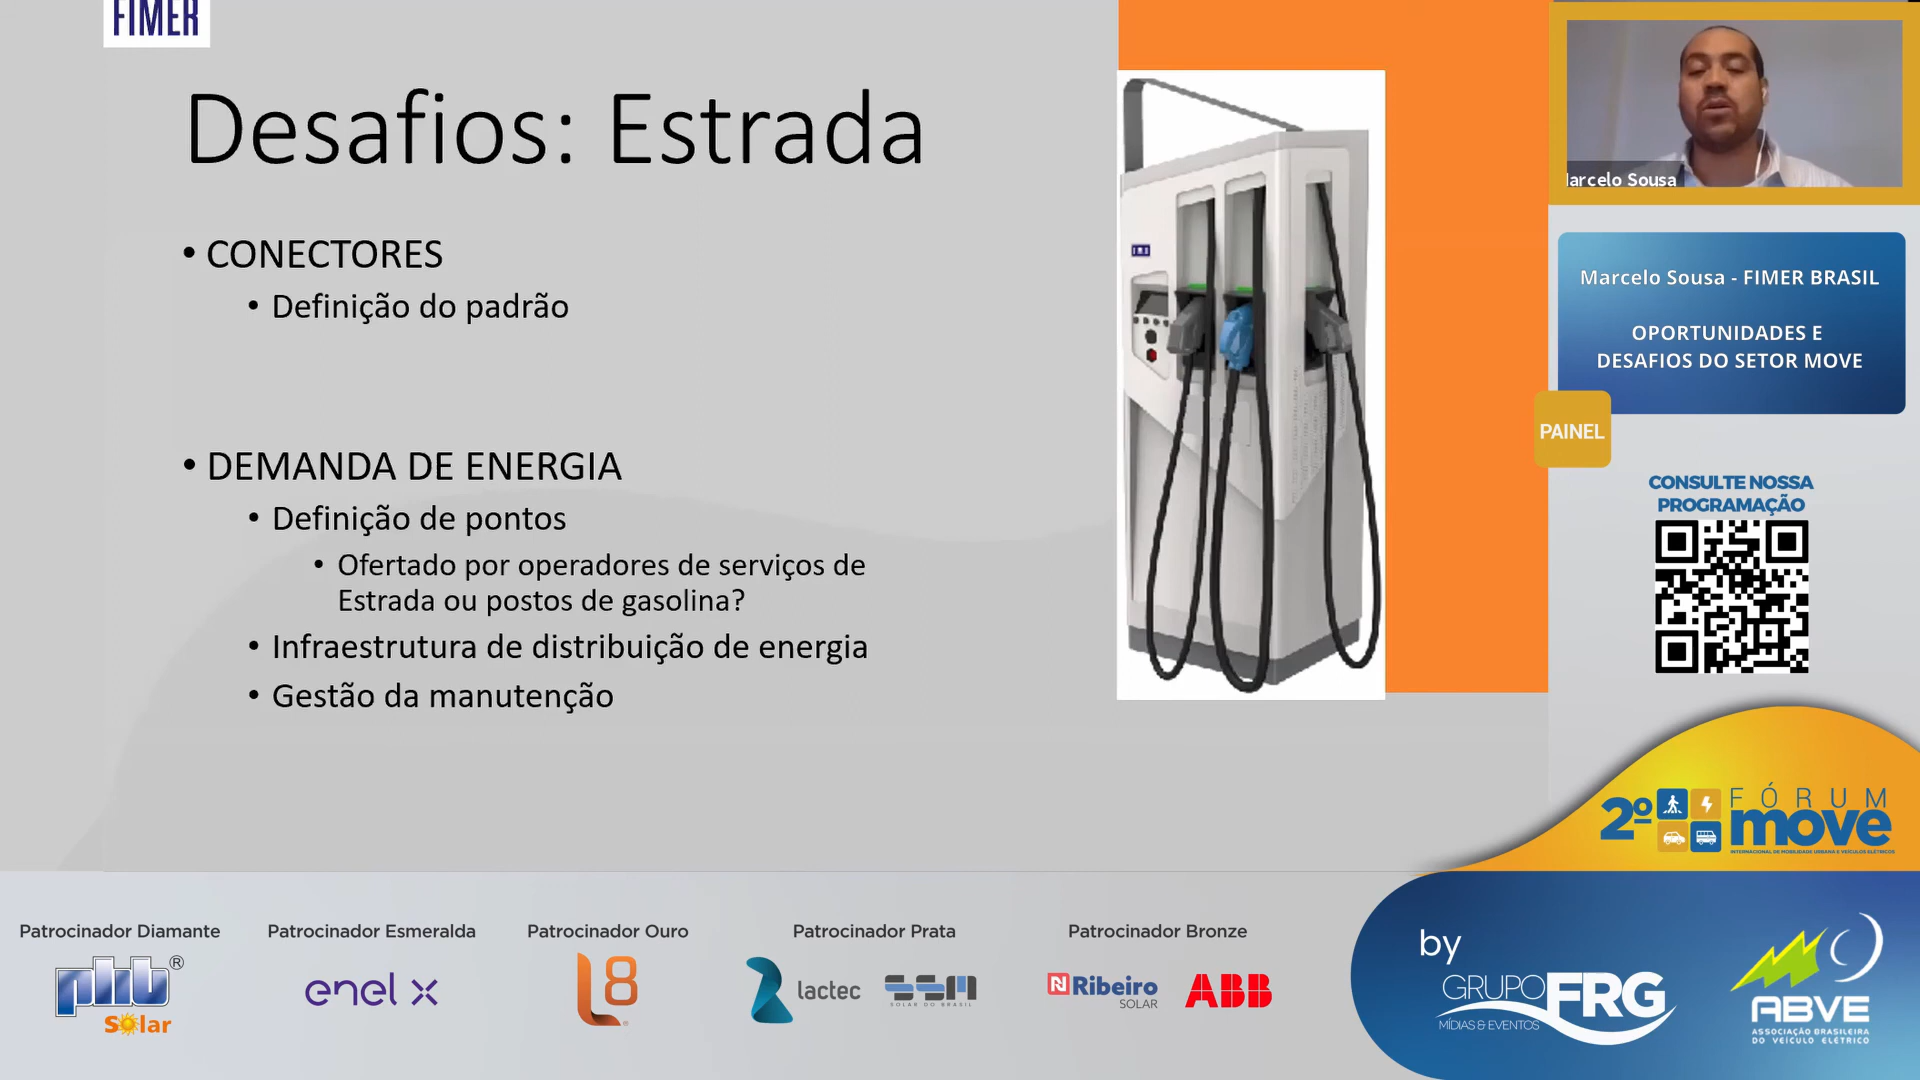 FIMER
Desafios: Estrada
• CONECTORES
• Definição do padrão
• DEMANDA DE ENERGIA
• Definição de pontos
• Ofertado por operadores de serviços de
Estrada ou postos de gasolina?
• Infraestrutura de distribuição de energia
• Gestão da manutenção
arcelo Sousa
Marcelo Sousa - FIMER BRASIL
OPORTUNIDADES E
DESAFIOS DO SETOR MOVE
PAINEL
CONSULTE NOSSA
PROGRAMAÇÃO
2º
FÓRUM
move
INTERNACIONAL DE MOBILIDADE URBANA E VEÍCULOS ELÉTRICOS
Patrocinador Diamante
phb®
Solar
Patrocinador Esmeralda
enel x
Patrocinador Ouro
L8
Patrocinador Prata
lactec
SSM
SOLAR DO BRASIL
Patrocinador Bronze
Ribeiro
SOLAR
ABB
by
GRUPO FRG
MÍDIAS & EVENTOS
ABVE
ASSOCIAÇÃO BRASILEIRA
DO VEÍCULO ELÉTRICO